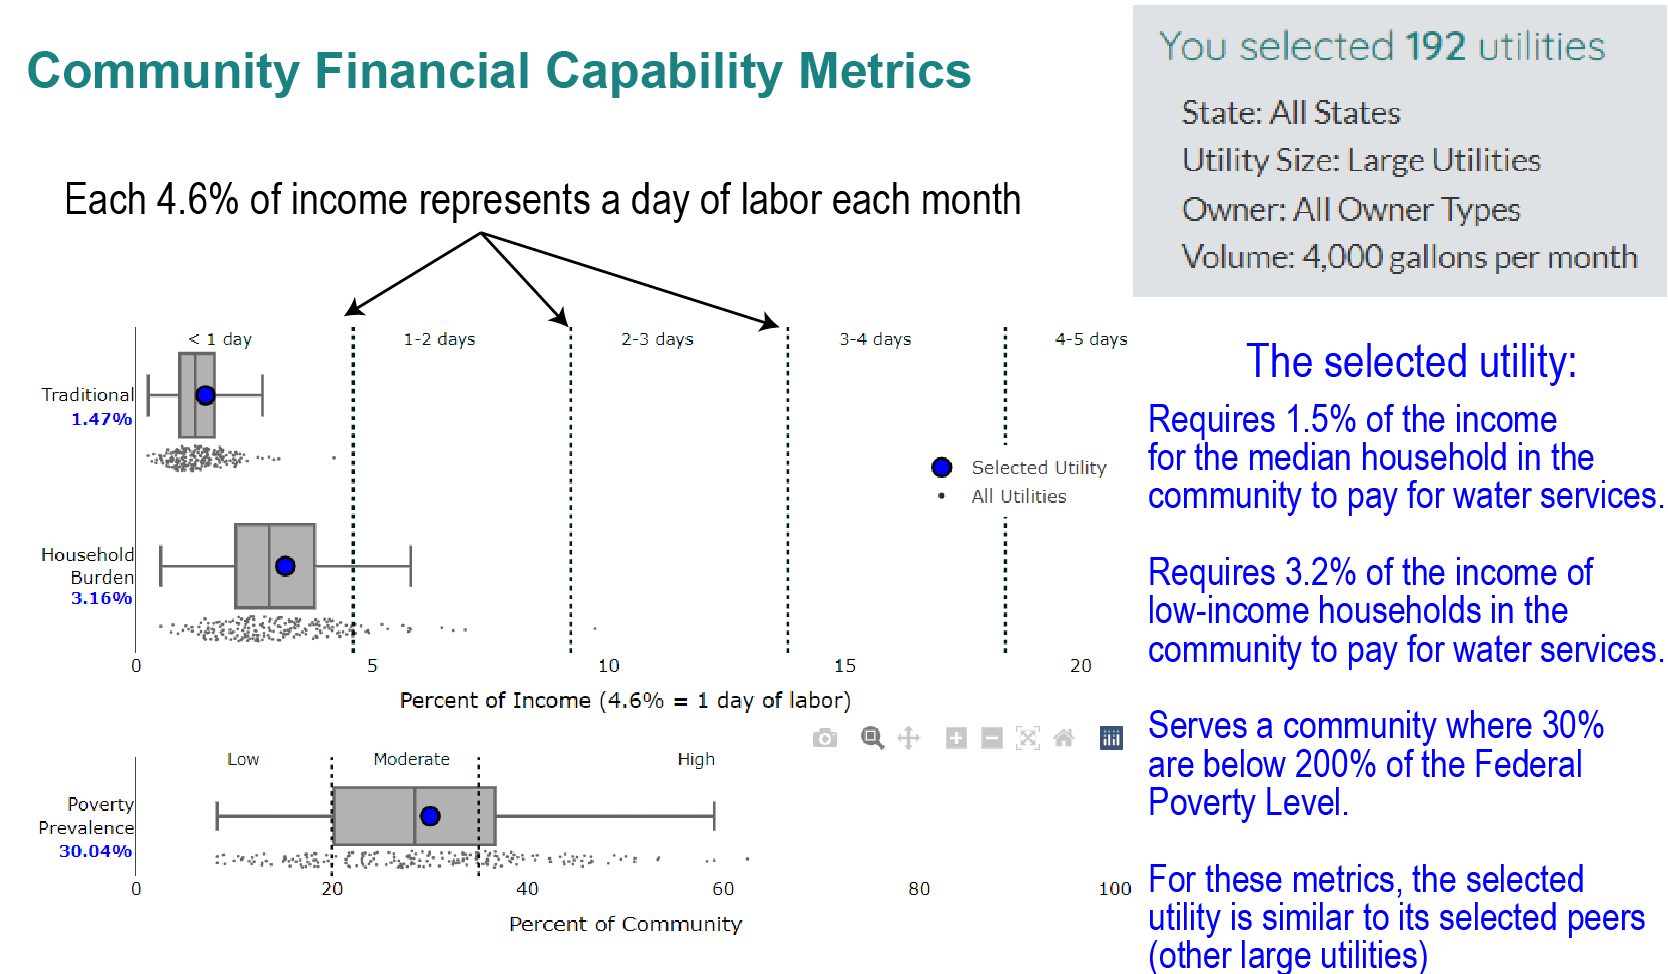 Community Financial Capability Metrics
You selected 192 utilities
State: All States
Utility Size: Large Utilities
Owner: All Owner Types
Volume: 4,000 gallons per month
Each 4.6% of income represents a day of labor each month
< 1 day
1-2 days
2-3 days
3-4 days
4-5 days
Traditional
1.47%
Selected Utility
All Utilities
Household
Burden
3.16%
0
5
10
15
20
Percent of Income (4.6% = 1 day of labor)
Low
Moderate
High
Poverty
Prevalence
30.04%
0
20
40
60
80
100
Percent of Community
The selected utility:
Requires 1.5% of the income
for the median household in the
community to pay for water services.
Requires 3.2% of the income of
low-income households in the
community to pay for water services.
Serves a community where 30%
are below 200% of the Federal
Poverty Level.
For these metrics, the selected
utility is similar to its selected peers
(other large utilities)